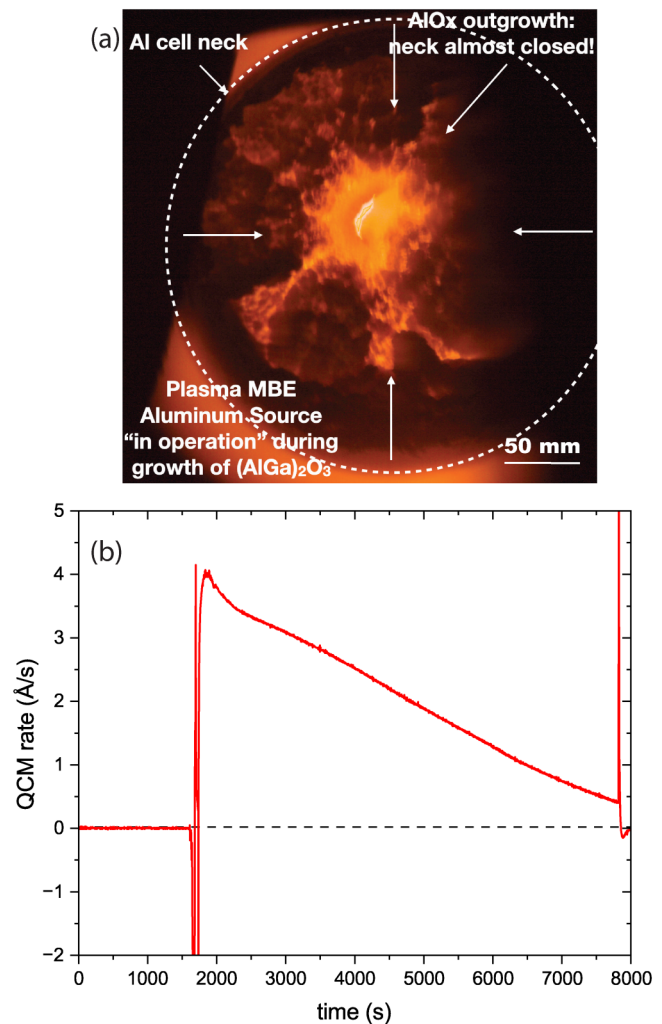 (a)
Al cell neck
AlOx outgrowth:
neck almost closed!
Plasma MBE
Aluminum Source
“in operation” during
growth of (AlGa)₂O₃
50 mm
(b)
5
4
3
2
1
0
−1
−2
QCM rate (Å/s)
0 1000 2000 3000 4000 5000 6000 7000 8000
time (s)